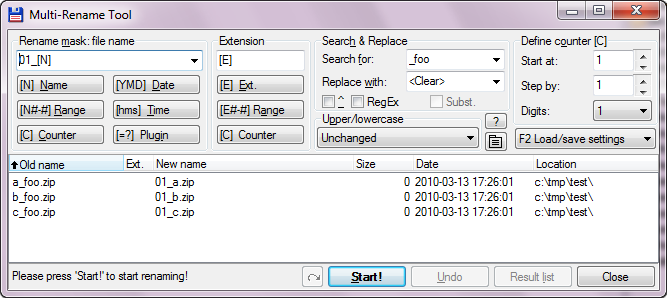 Multi-Rename Tool
Rename mask: file name
01_[N]
[N] Name
[YMD] Date
[N#-#] Range
[hms] Time
[C] Counter
[=?] Plugin
Extension
[E]
[E] Ext.
[E#-#] Range
[C] Counter
Search & Replace
Search for: _foo
Replace with: <Clear>
^ RegEx Subst.
Upper/lowercase
Unchanged
?
Define counter [C]
Start at: 1
Step by: 1
Digits: 1
F2 Load/save settings
Old name Ext. New name Size Date Location
a_foo.zip 01_a.zip 0 2010-03-13 17:26:01 c:\tmp\test\
b_foo.zip 01_b.zip 0 2010-03-13 17:26:01 c:\tmp\test\
c_foo.zip 01_c.zip 0 2010-03-13 17:26:01 c:\tmp\test\
Please press 'Start!' to start renaming!
Start!
Undo
Result list
Close